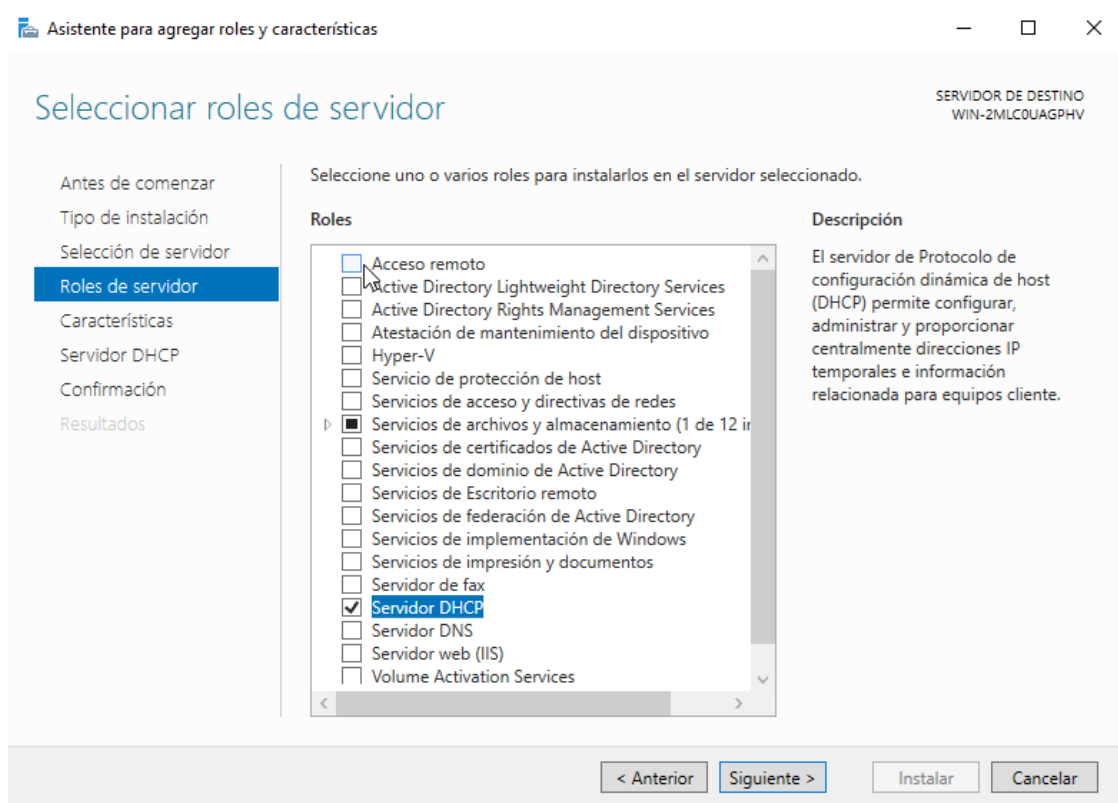 Asistente para agregar roles y características
Seleccionar roles de servidor
SERVIDOR DE DESTINO
WIN-2MLC0UAGPHV
Antes de comenzar
Tipo de instalación
Selección de servidor
Roles de servidor
Características
Servidor DHCP
Confirmación
Resultados
Seleccione uno o varios roles para instalarlos en el servidor seleccionado.
Roles
Acceso remoto
Active Directory Lightweight Directory Services
Active Directory Rights Management Services
Atestación de mantenimiento del dispositivo
Hyper-V
Servicio de protección de host
Servicios de acceso y directivas de redes
Servicios de archivos y almacenamiento (1 de 12 in
Servicios de certificados de Active Directory
Servicios de dominio de Active Directory
Servicios de Escritorio remoto
Servicios de federación de Active Directory
Servicios de implementación de Windows
Servicios de impresión y documentos
Servidor de fax
Servidor DHCP
Servidor DNS
Servidor web (IIS)
Volume Activation Services
Descripción
El servidor de Protocolo de
configuración dinámica de host
(DHCP) permite configurar,
administrar y proporcionar
centralmente direcciones IP
temporales e información
relacionada para equipos cliente.
< Anterior
Siguiente >
Instalar
Cancelar